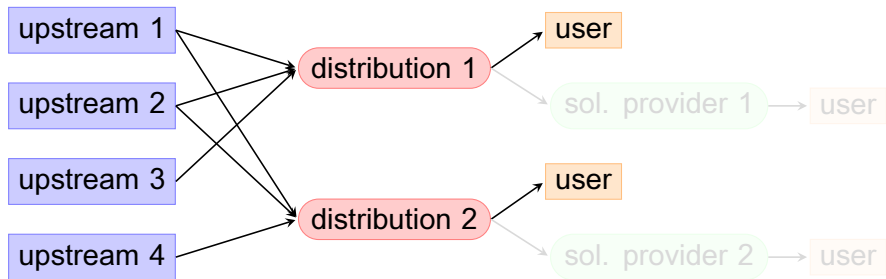 upstream 1
upstream 2
upstream 3
upstream 4
distribution 1
distribution 2
user
sol. provider 1
user
user
sol. provider 2
user